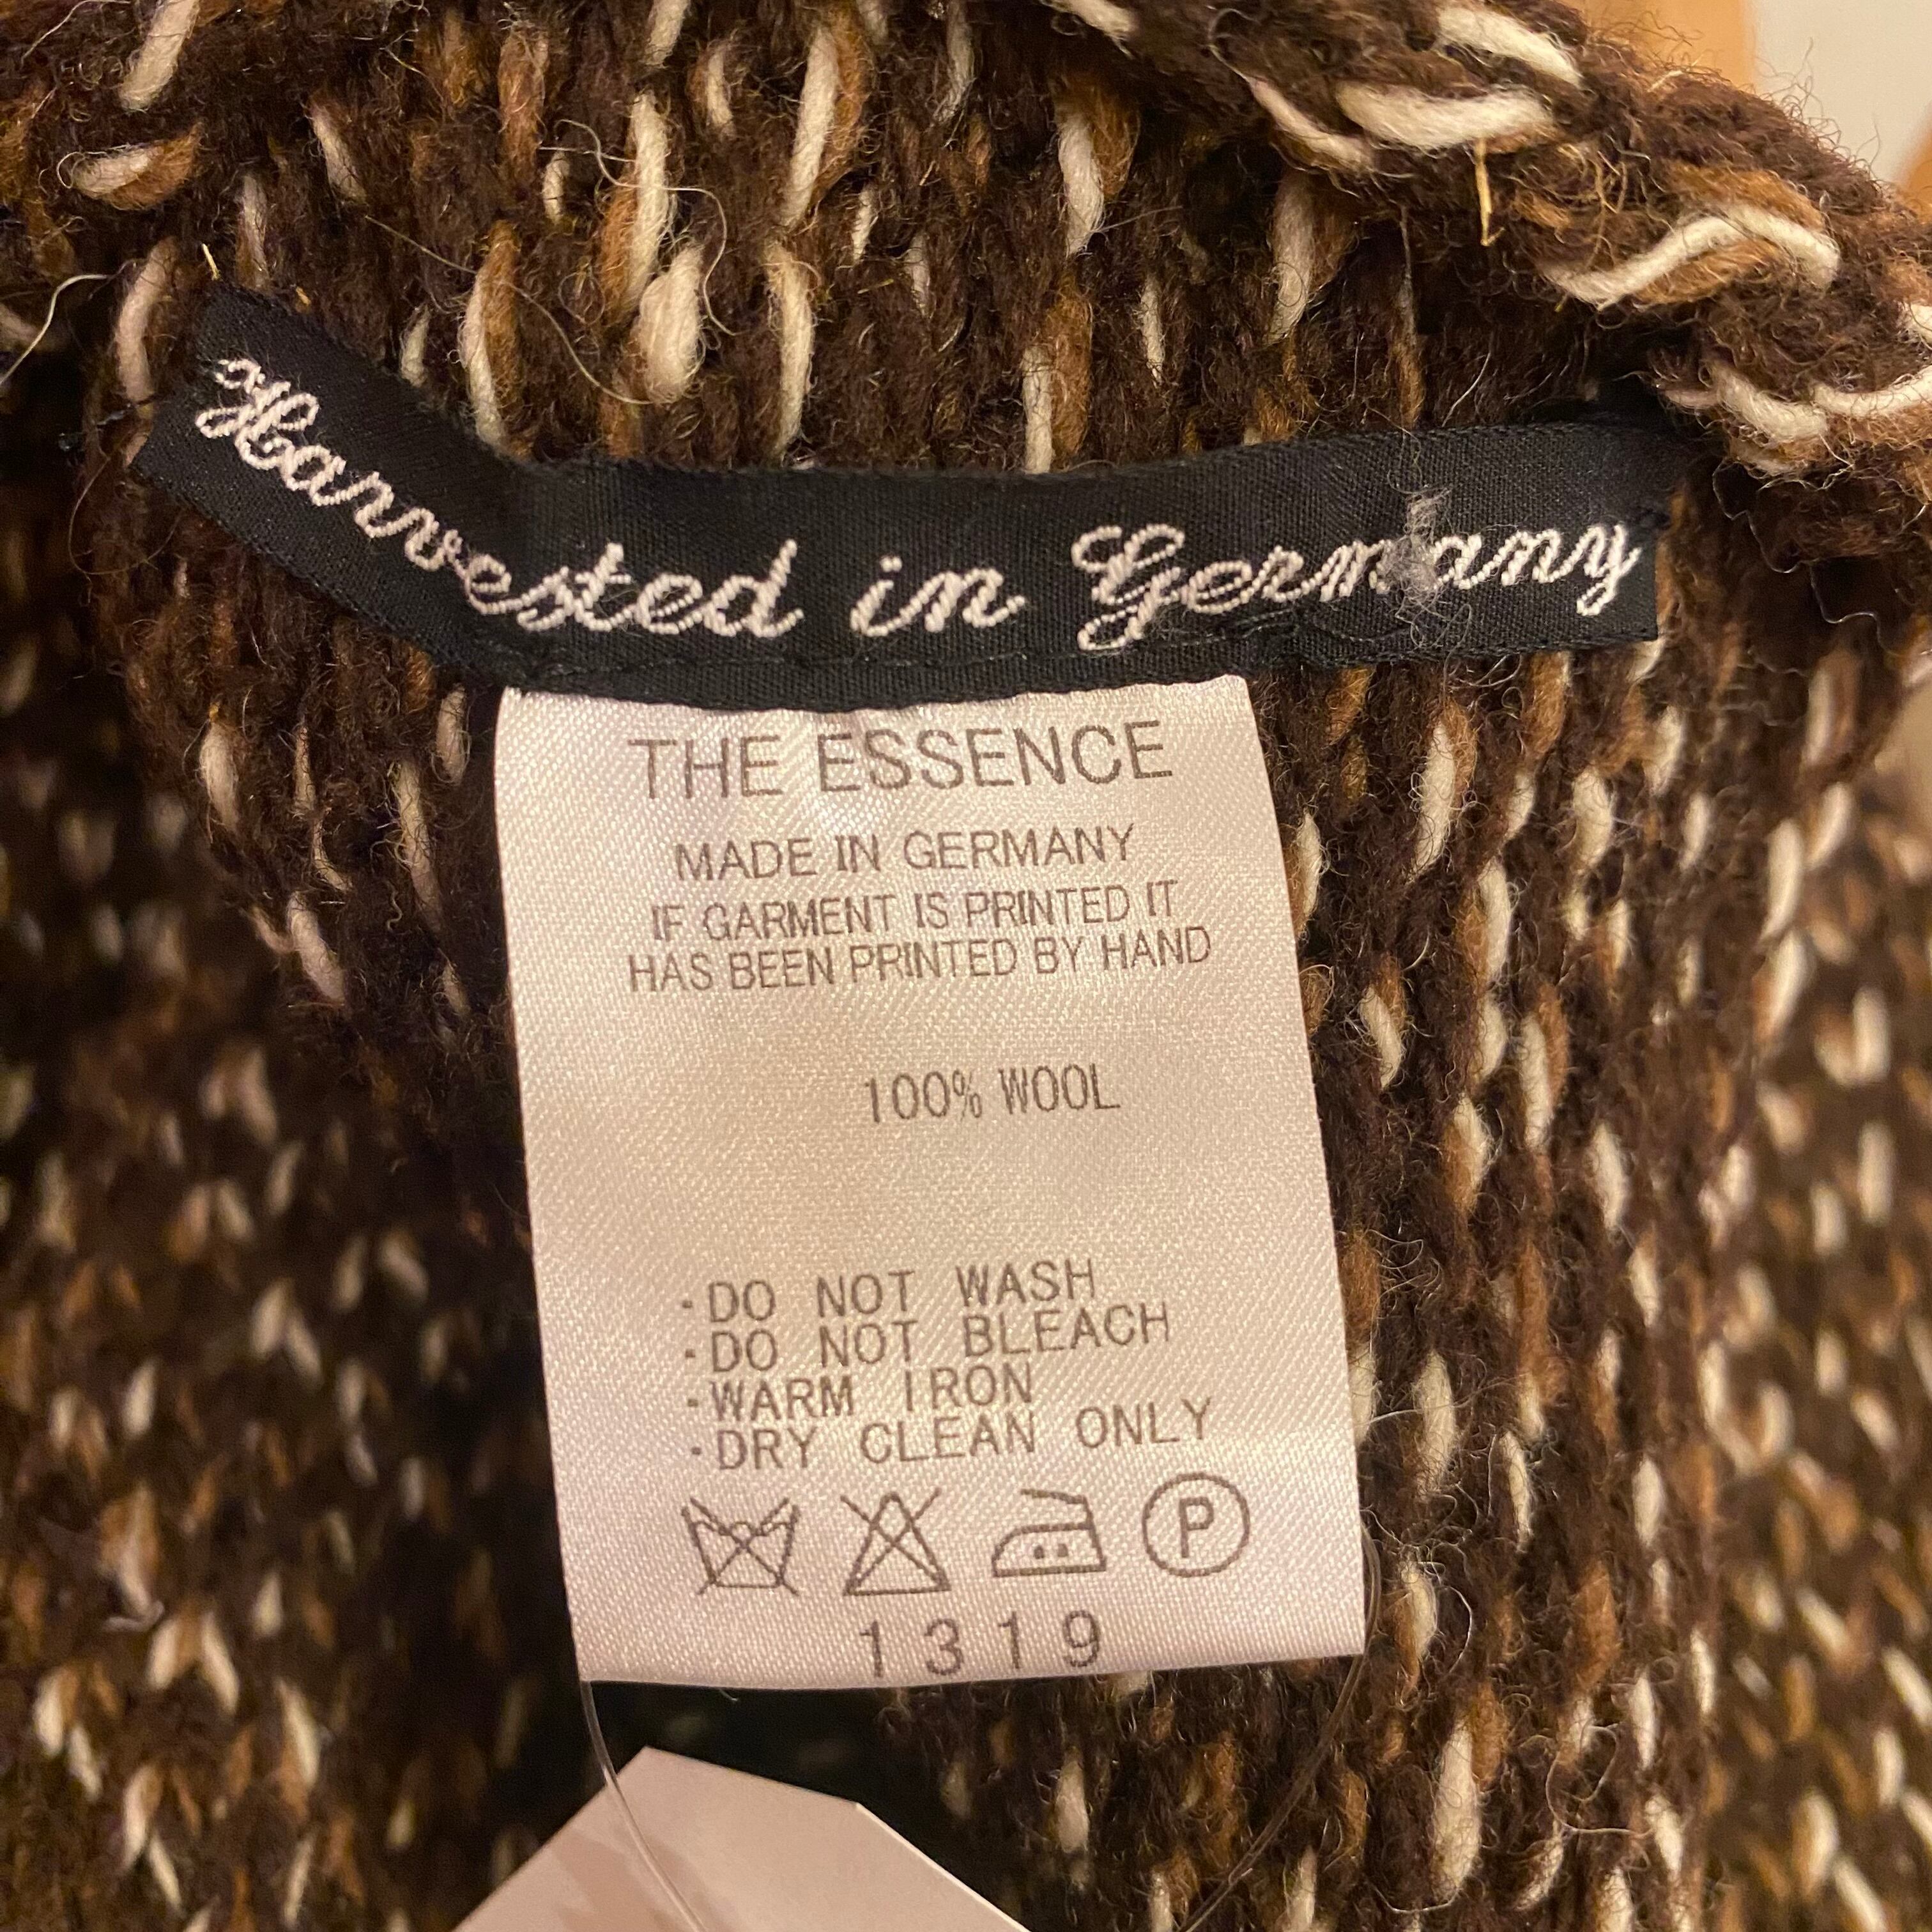 Harvested in Germany
THE ESSENCE
MADE IN GERMANY
IF GARMENT IS PRINTED IT
HAS BEEN PRINTED BY HAND
100% WOOL
·DO NOT WASH
·DO NOT BLEACH
·WARM IRON
·DRY CLEAN ONLY
P
1319